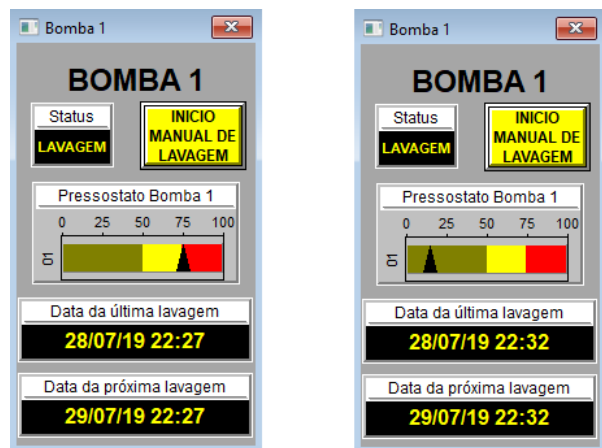 Bomba 1
BOMBA 1
Status
LAVAGEM
INICIO
MANUAL DE
LAVAGEM
Pressostato Bomba 1
0 25 50 75 100
01
Data da última lavagem
28/07/19 22:27
Data da próxima lavagem
29/07/19 22:27
Bomba 1
BOMBA 1
Status
LAVAGEM
INICIO
MANUAL DE
LAVAGEM
Pressostato Bomba 1
0 25 50 75 100
01
Data da última lavagem
28/07/19 22:32
Data da próxima lavagem
29/07/19 22:32